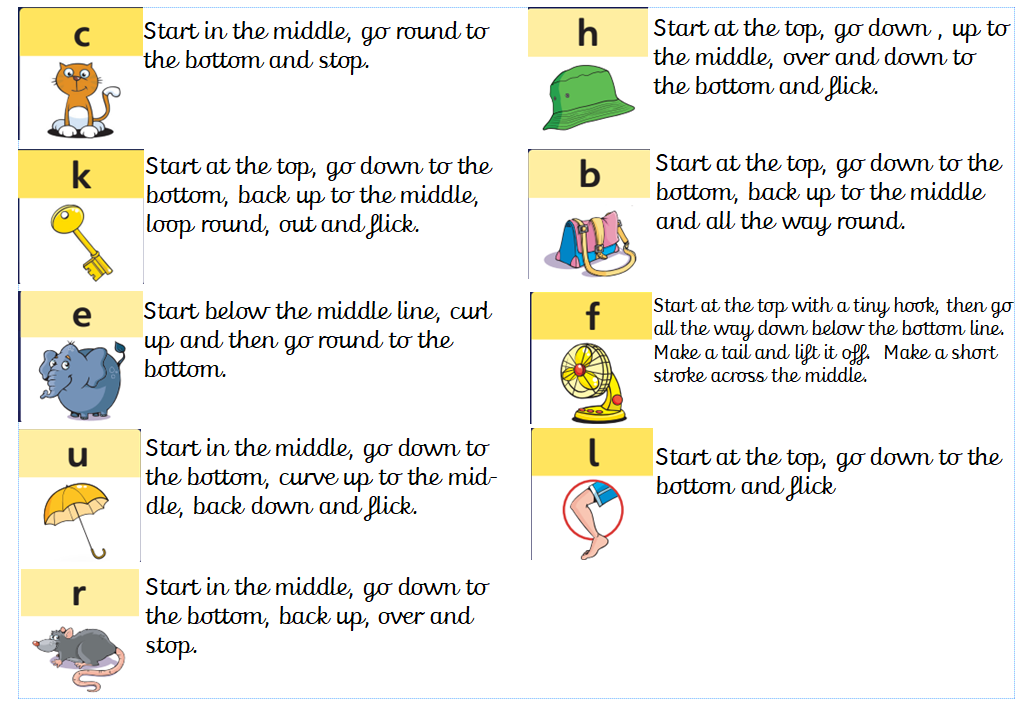 c
Start in the middle, go round to
the bottom and stop.
k
Start at the top, go down to the
bottom, back up to the middle,
loop round, out and flick.
e
Start below the middle line, curl
up and then go round to the
bottom.
u
Start in the middle, go down to
the bottom, curve up to the mid-
dle, back down and flick.
r
Start in the middle, go down to
the bottom, back up, over and
stop.
h
Start at the top, go down , up to
the middle, over and down to
the bottom and flick.
b
Start at the top, go down to the
bottom, back up to the middle
and all the way round.
f
Start at the top with a tiny hook, then go
all the way down below the bottom line.
Make a tail and lift it off.  Make a short
stroke across the middle.
l
Start at the top, go down to the
bottom and flick